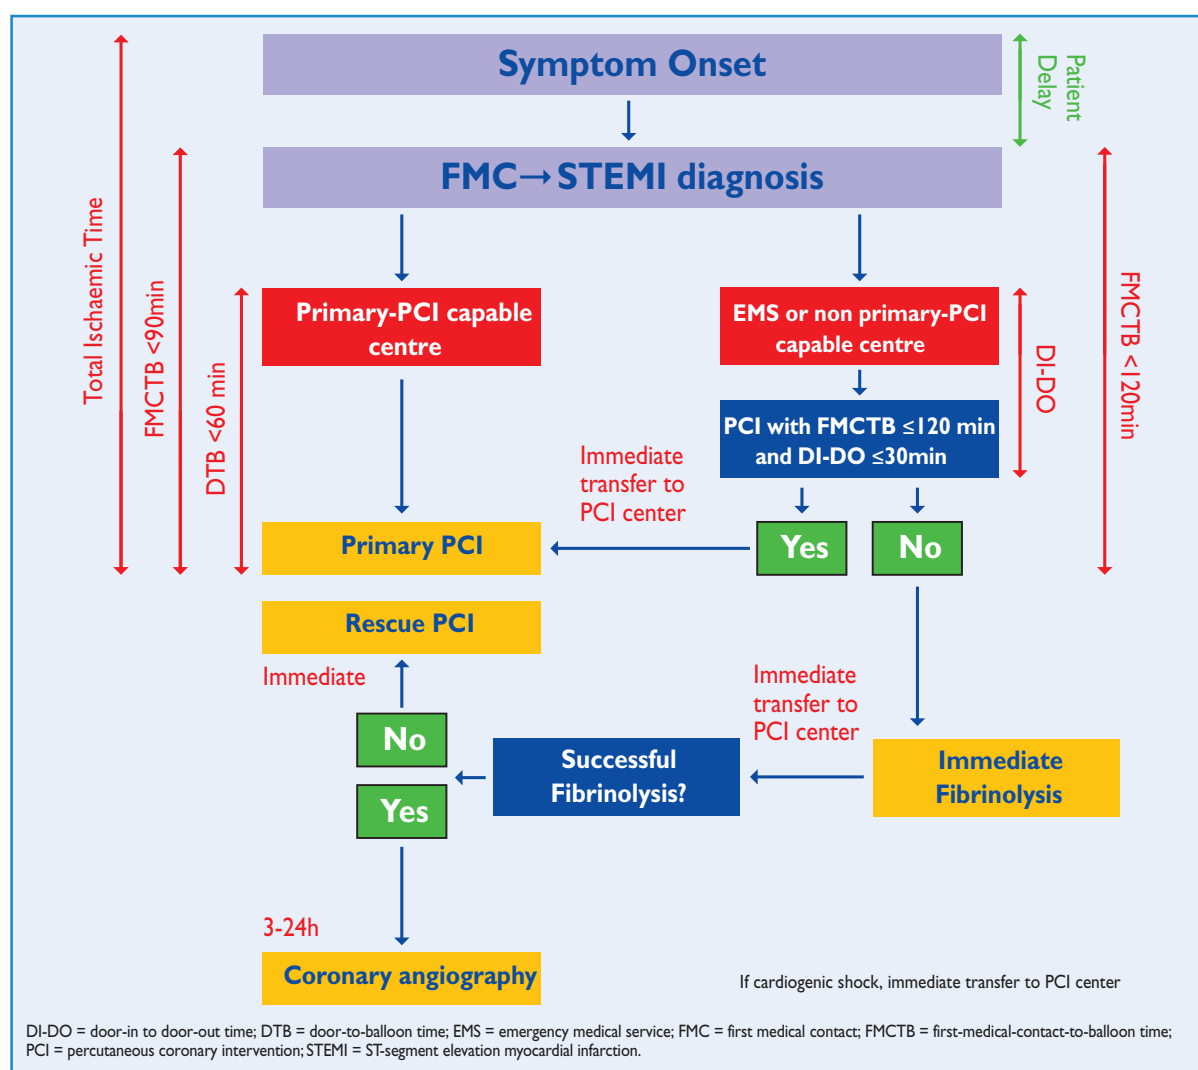 Symptom Onset
Patient
Delay
FMC→STEMI diagnosis
Total Ischaemic Time
FMCTB <90min
DTB <60 min
Primary-PCI capable
centre
EMS or non primary-PCI
capable centre
DI-DO
FMCTB <120min
PCI with FMCTB ≤120 min
and DI-DO ≤30min
Immediate
transfer to
PCI center
Primary PCI
Yes
No
Rescue PCI
Immediate
Immediate
transfer to
PCI center
No
Yes
Successful
Fibrinolysis?
Immediate
Fibrinolysis
3-24h
Coronary angiography
If cardiogenic shock, immediate transfer to PCI center
DI-DO = door-in to door-out time; DTB = door-to-balloon time; EMS = emergency medical service; FMC = first medical contact; FMCTB = first-medical-contact-to-balloon time;
PCI = percutaneous coronary intervention; STEMI = ST-segment elevation myocardial infarction.